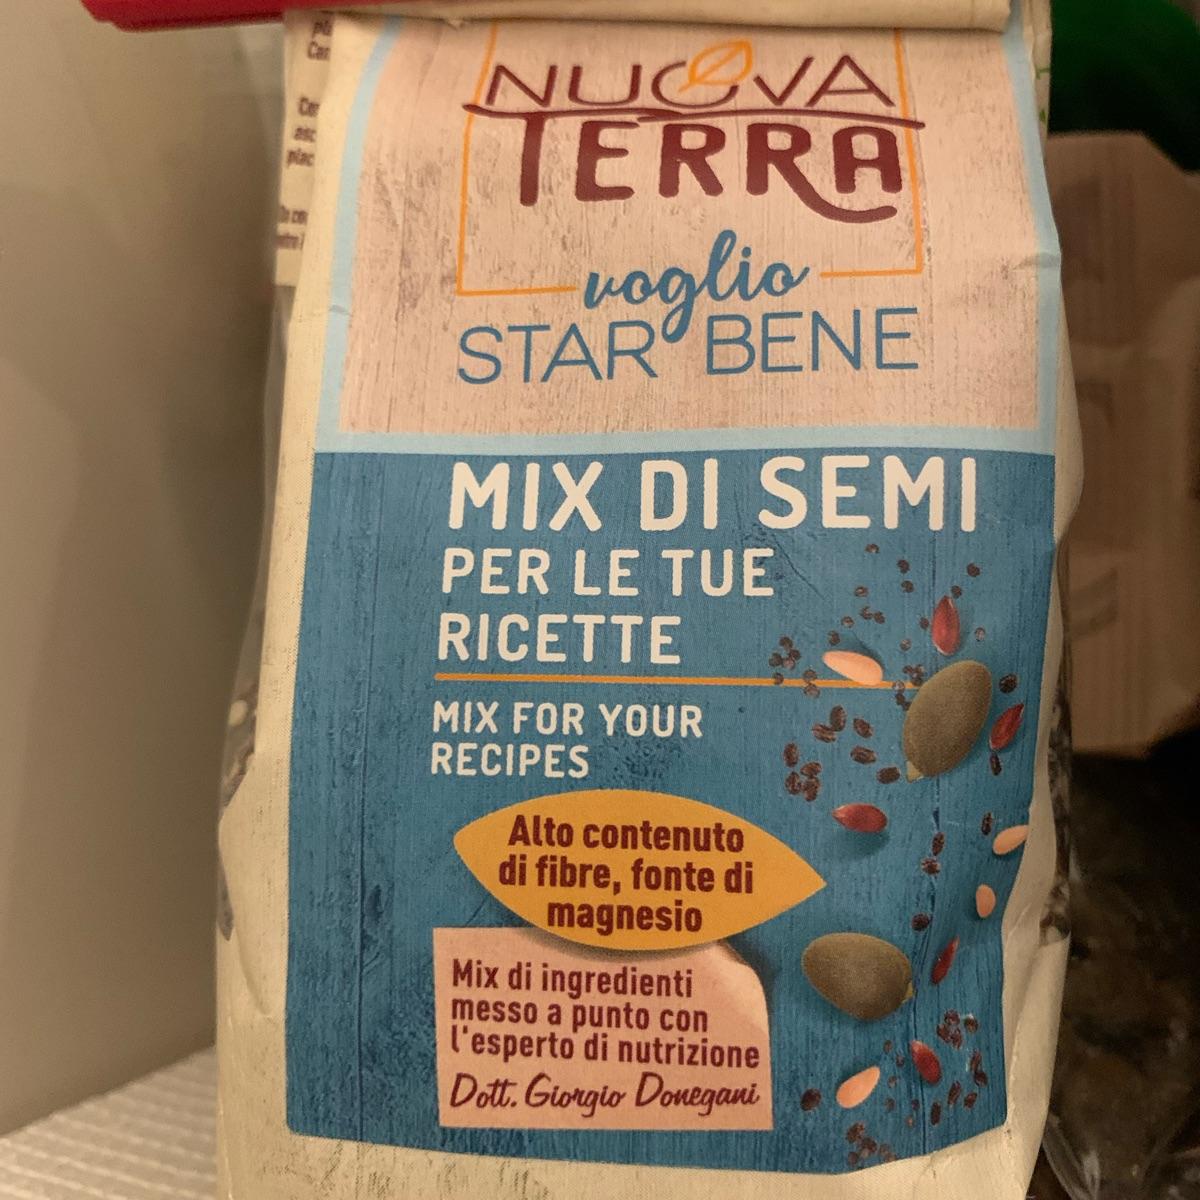 NUOVA
TERRA
voglio
STAR BENE
MIX DI SEMI
PER LE TUE
RICETTE
MIX FOR YOUR
RECIPES
Alto contenuto
di fibre, fonte di
magnesio
Mix di ingredienti
messo a punto con
l'esperto di nutrizione
Dott. Giorgio Donegani